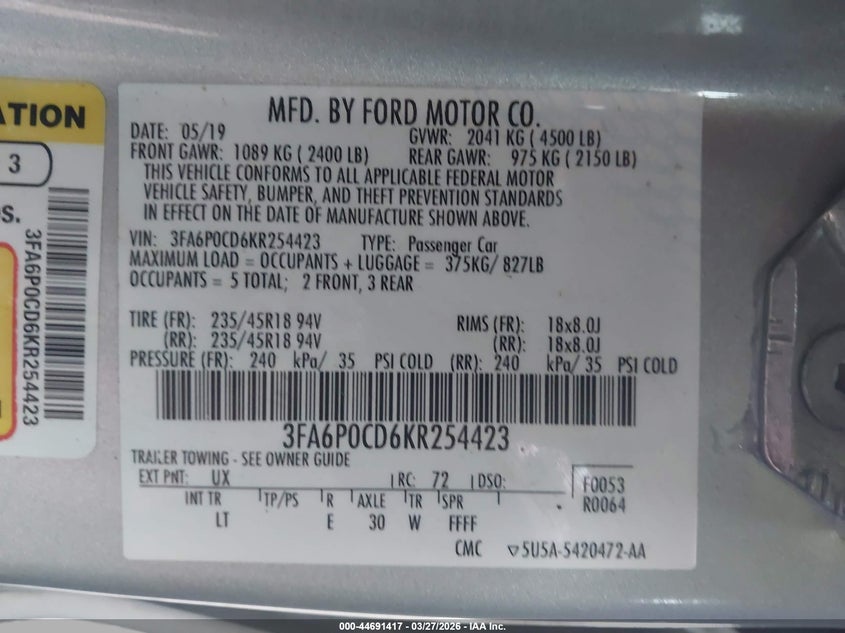 MFD. BY FORD MOTOR CO.
DATE: 05/19
GVWR: 2041 KG ( 4500 LB)
FRONT GAWR: 1089 KG ( 2400 LB)
REAR GAWR: 975 KG ( 2150 LB)
THIS VEHICLE CONFORMS TO ALL APPLICABLE FEDERAL MOTOR
VEHICLE SAFETY, BUMPER, AND THEFT PREVENTION STANDARDS
IN EFFECT ON THE DATE OF MANUFACTURE SHOWN ABOVE.
VIN: 3FA6P0CD6KR254423 TYPE: Passenger Car
MAXIMUM LOAD = OCCUPANTS + LUGGAGE = 375KG/ 827LB
OCCUPANTS = 5 TOTAL; 2 FRONT, 3 REAR
TIRE (FR): 235/45R18 94V RIMS (FR): 18x8.0J
(RR): 235/45R18 94V (RR): 18x8.0J
PRESSURE (FR): 240 kPa/ 35 PSI COLD (RR): 240 kPa/ 35 PSI COLD
3FA6P0CD6KR254423
TRAILER TOWING - SEE OWNER GUIDE
EXT PNT: UX RC: 72 DSO:
F0053
R0064
INT TR TP/PS R AXLE TR SPR
LT E 30 W FFFF
CMC ▽5U5A-5420472-AA
ATION
3
S.
3FA6P0CD6KR254423
000-44691417 - 03/27/2026 - IAA Inc.